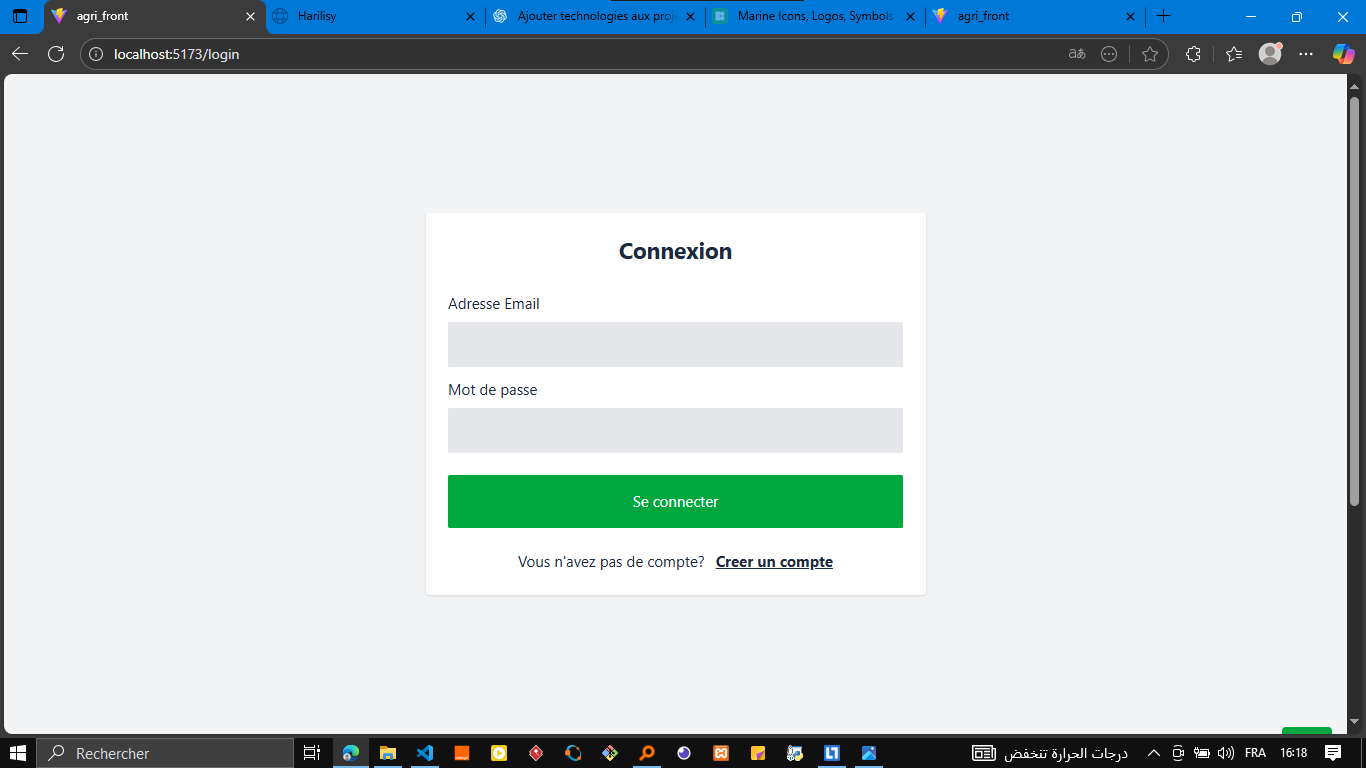 agri_front
Harilisy
Ajouter technologies aux proj
Marine Icons, Logos, Symbols
agri_front
localhost:5173/login
Connexion
Adresse Email
Mot de passe
Se connecter
Vous n'avez pas de compte? Creer un compte
Rechercher
درجات الحرارة تنخفض
FRA
16:18